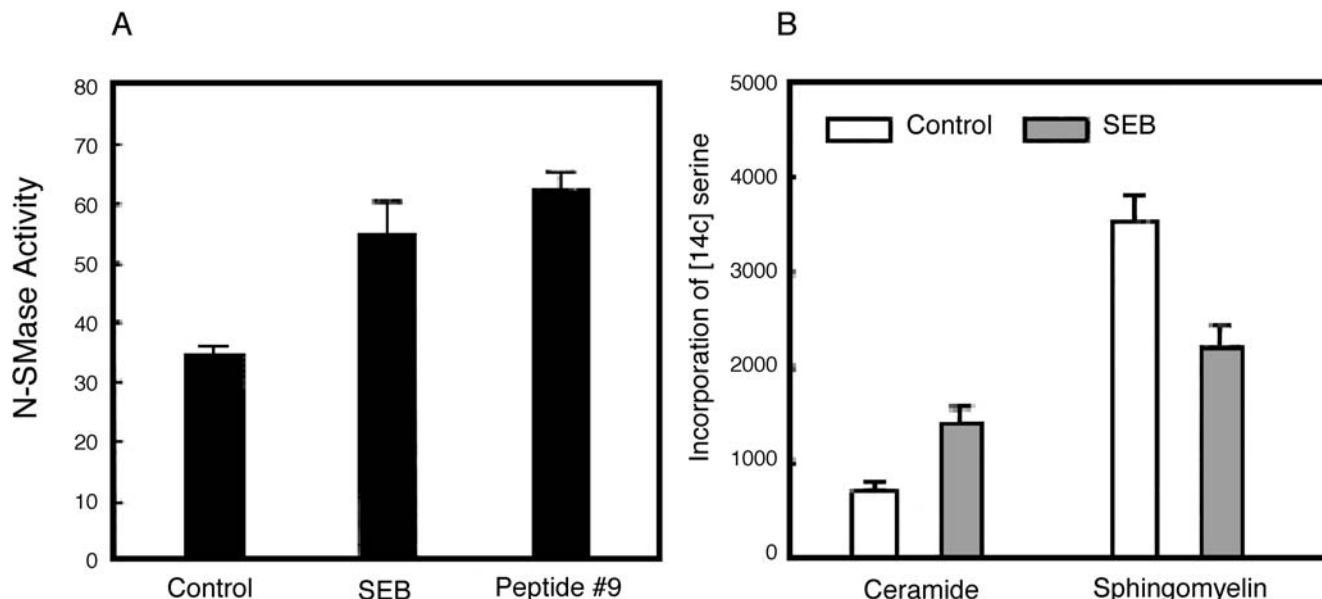 A
N-SMase Activity
80
70
60
50
40
30
20
10
0
Control SEB Peptide #9
B
Incorporation of [14c] serine
5000
4000
3000
2000
1000
0
Control SEB
Ceramide Sphingomyelin